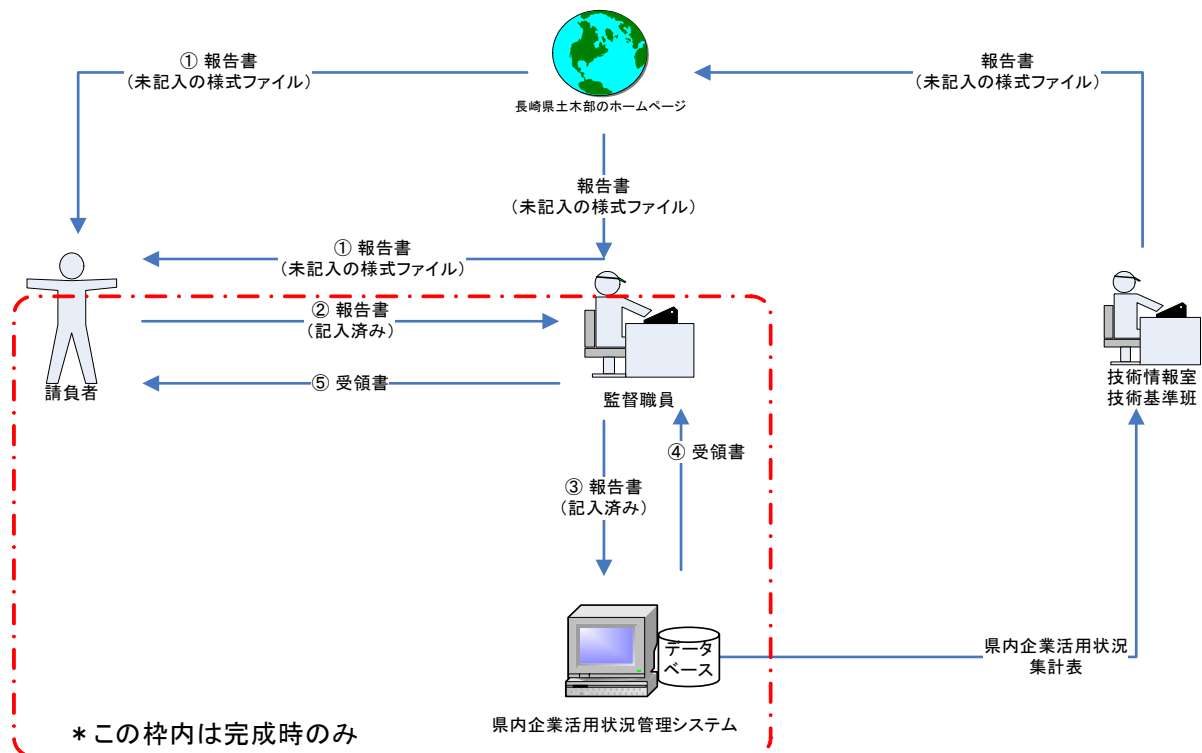 ① 報告書
(未記入の様式ファイル)
長崎県土木部のホームページ
報告書
(未記入の様式ファイル)
報告書
(未記入の様式ファイル)
① 報告書
(未記入の様式ファイル)
② 報告書
(記入済み)
⑤ 受領書
請負者
監督職員
技術情報室
技術基準班
④ 受領書
③ 報告書
(記入済み)
データ
ベース
県内企業活用状況
集計表
県内企業活用状況管理システム
*この枠内は完成時のみ